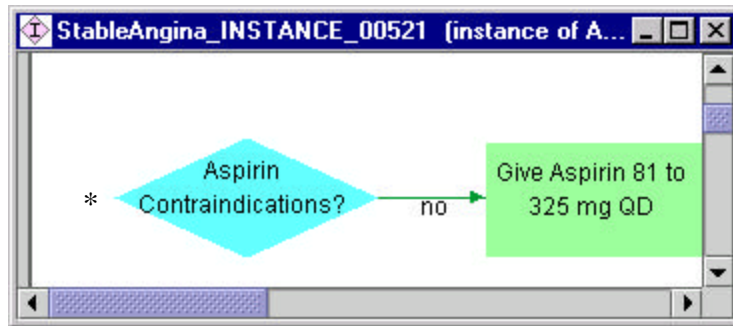 StableAngina_INSTANCE_00521 (instance of A...
Aspirin
Contraindications?
*
no
Give Aspirin 81 to
325 mg QD